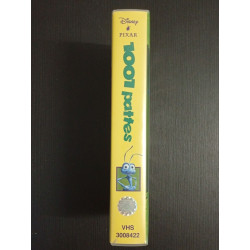 Disney
PIXAR
1001 pattes
VHS
3008422